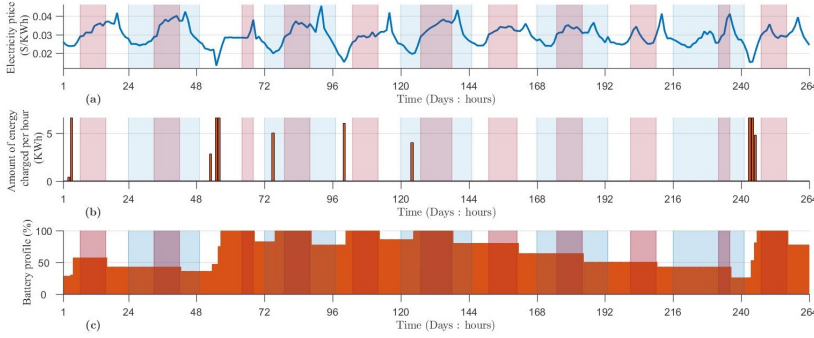 Electricity price
(S/KWh)
0.04
0.03
0.02
1 24 48 72 96 120 144 168 192 216 240 264
(a) Time (Days : hours)
Amount of energy
charged per hour
(KWh)
5
0
1 24 48 72 96 120 144 168 192 216 240 264
(b) Time (Days : hours)
Battery profile (%)
100
50
0
1 24 48 72 96 120 144 168 192 216 240 264
(c) Time (Days : hours)